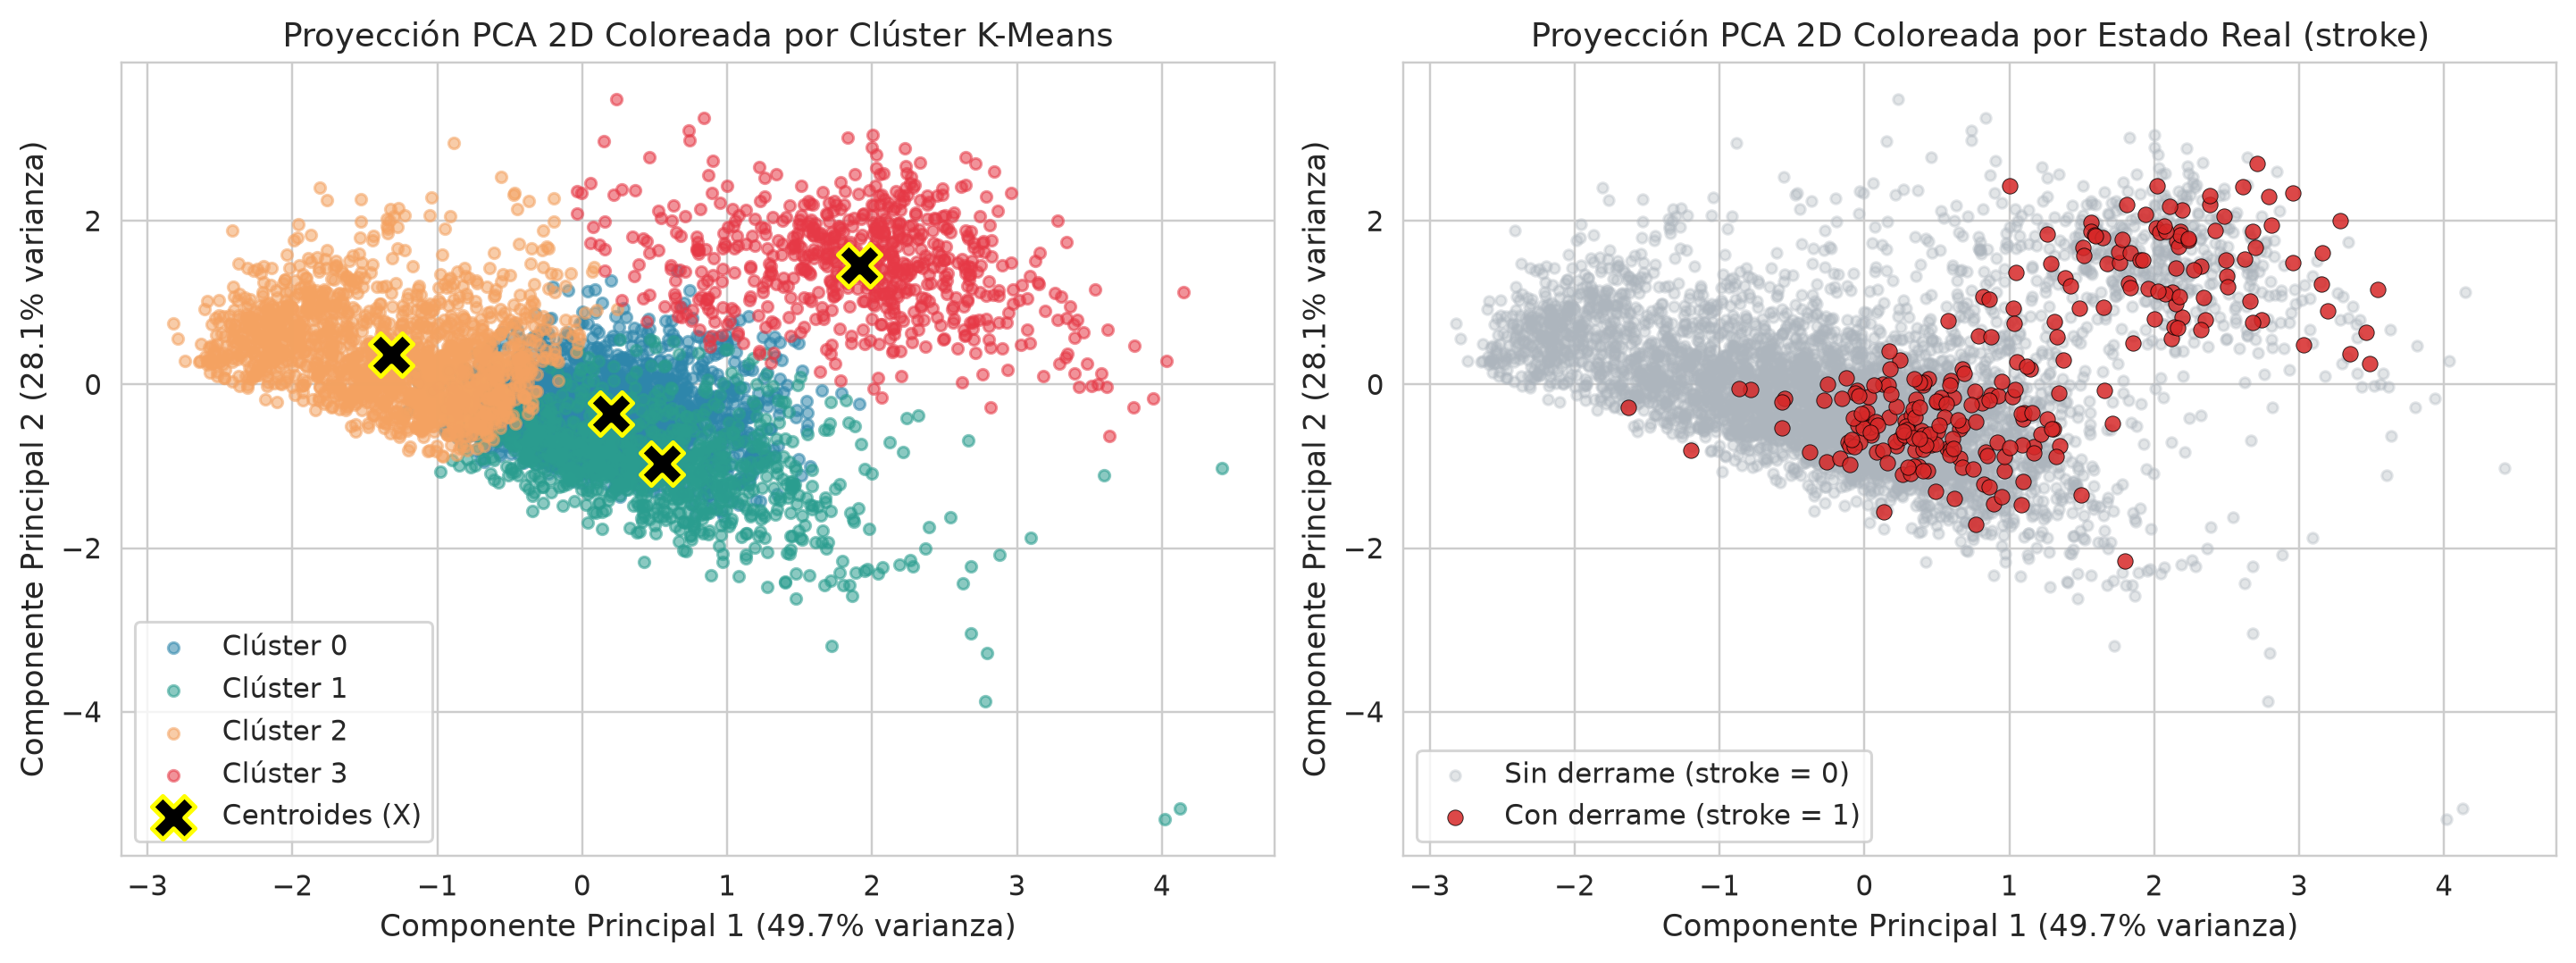 Proyección PCA 2D Coloreada por Clúster K-Means
Componente Principal 2 (28.1% varianza)
2
0
−2
−4
Clúster 0
Clúster 1
Clúster 2
Clúster 3
Centroides (X)
−3 −2 −1 0 1 2 3 4
Componente Principal 1 (49.7% varianza)
Proyección PCA 2D Coloreada por Estado Real (stroke)
Componente Principal 2 (28.1% varianza)
2
0
−2
−4
Sin derrame (stroke = 0)
Con derrame (stroke = 1)
−3 −2 −1 0 1 2 3 4
Componente Principal 1 (49.7% varianza)